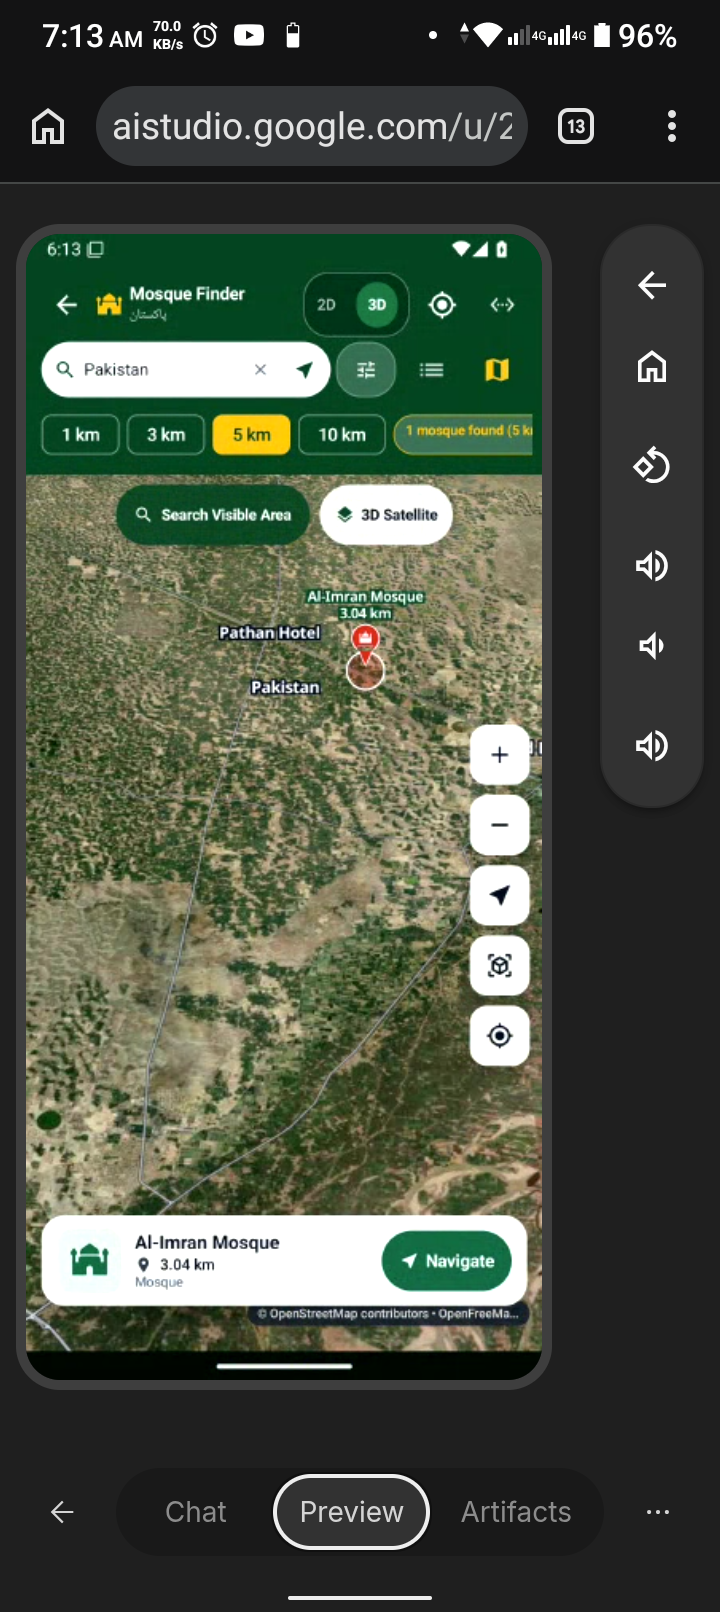 7:13 AM 70.0 KB/s 4G 4G 96%
aistudio.google.com/u/2 13
6:13
Mosque Finder 2D 3D
پاکستان
Pakistan
1 km 3 km 5 km 10 km 1 mosque found (5 k
Search Visible Area 3D Satellite
Al-Imran Mosque
3.04 km
Pathan Hotel
Pakistan
Al-Imran Mosque
3.04 km
Mosque
Navigate
© OpenStreetMap contributors • OpenFreeMa...
Chat Preview Artifacts